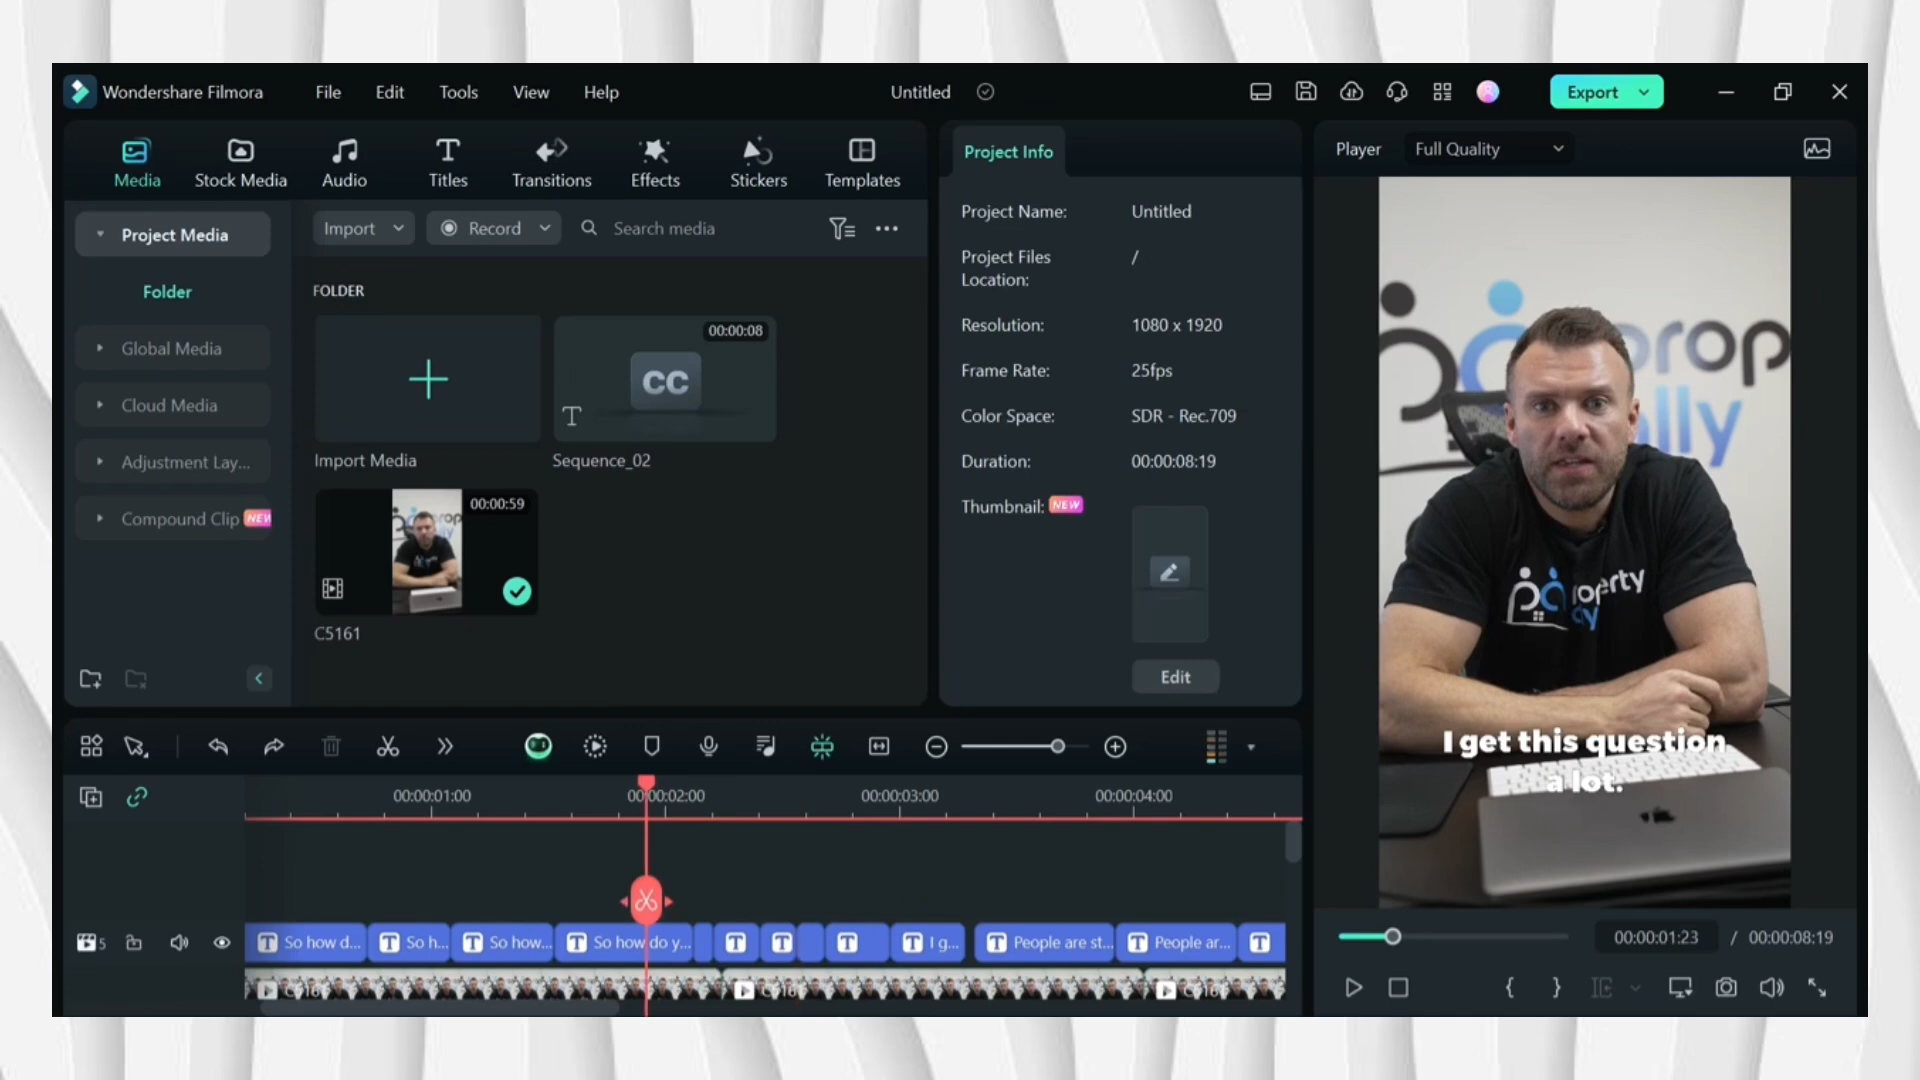 Wondershare Filmora
File
Edit
Tools
View
Help
Untitled
Export
Media
Stock Media
Audio
Titles
Transitions
Effects
Stickers
Templates
Project Media
Folder
Global Media
Cloud Media
Adjustment Lay...
Compound Clip NEW
Import
Record
Search media
FOLDER
Import Media
00:00:08
CC
T
Sequence_02
00:00:59
C5161
Project Info
Project Name: Untitled
Project Files
Location: /
Resolution: 1080 x 1920
Frame Rate: 25fps
Color Space: SDR - Rec.709
Duration: 00:00:08:19
Thumbnail: NEW
Edit
Player
Full Quality
prop
lly
perty
I get this question
a lot.
00:00:01:23 / 00:00:08:19
00:00:01:00
00:00:02:00
00:00:03:00
00:00:04:00
5
T So how d...
T So h...
T So how...
T So how do y...
T
T
T
T I g...
T People are st...
T People ar...
T